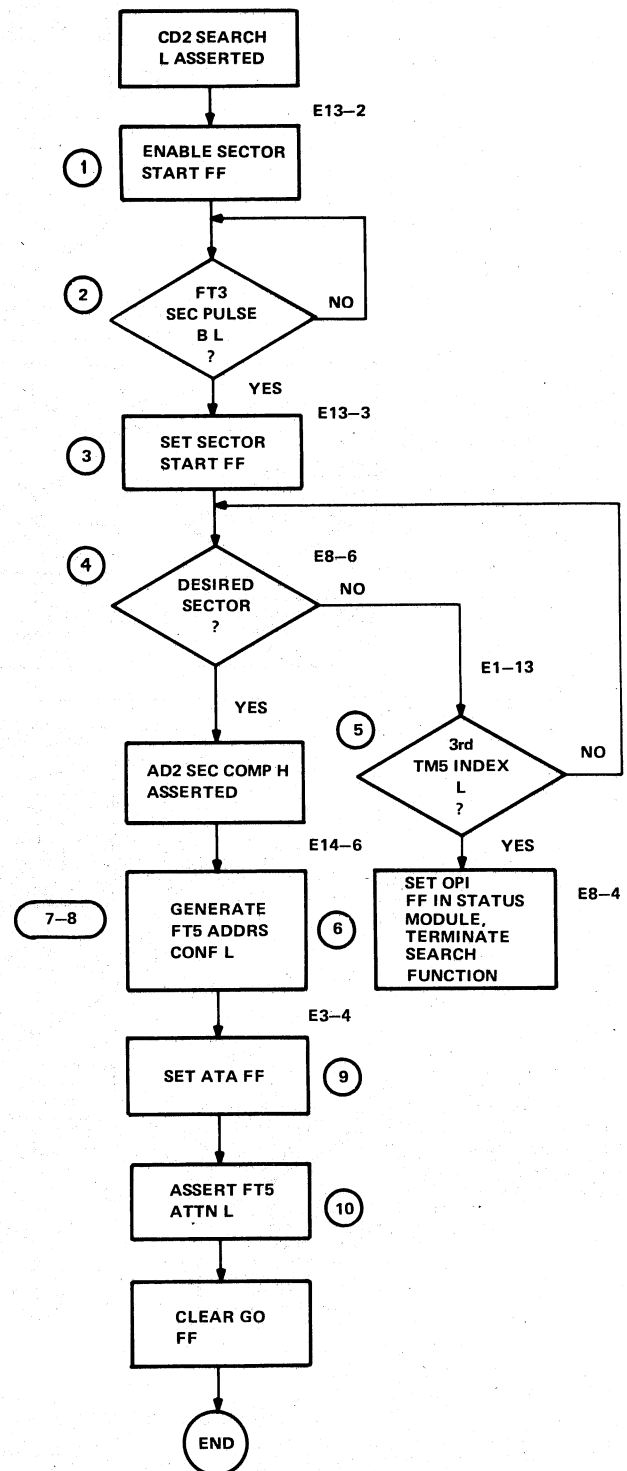 CD2 SEARCH
L ASSERTED
E13–2
1
ENABLE SECTOR
START FF
2
FT3
SEC PULSE
B L
?
NO
YES
E13–3
3
SET SECTOR
START FF
4
E8–6
DESIRED
SECTOR
?
NO
YES
E1–13
5
3rd
TM5 INDEX
L
?
NO
YES
AD2 SEC COMP H
ASSERTED
E14–6
E8–4
SET OPI
FF IN STATUS
MODULE,
TERMINATE
SEARCH
FUNCTION
7–8
GENERATE
FT5 ADDRS
CONF L
6
E3–4
SET ATA FF
9
ASSERT FT5
ATTN L
10
CLEAR GO
FF
END